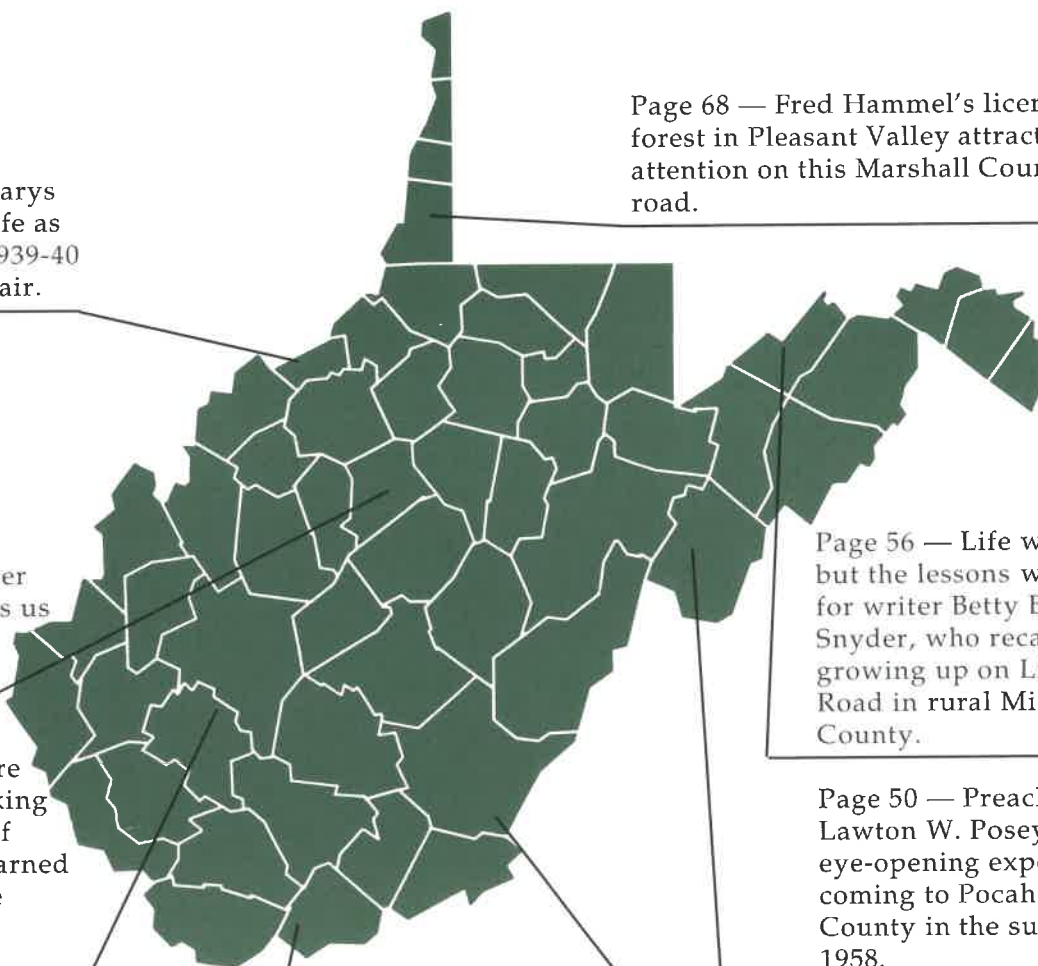 arys
fe as
939-40
air.
er
s us
re
king
f
arned
e
Page 68 — Fred Hammel's licen
forest in Pleasant Valley attract
attention on this Marshall Coun
road.
Page 56 — Life w
but the lessons w
for writer Betty B
Snyder, who reca
growing up on L
Road in rural Mi
County.
Page 50 — Preach
Lawton W. Posey
eye-opening expe
coming to Pocah
County in the su
1958.